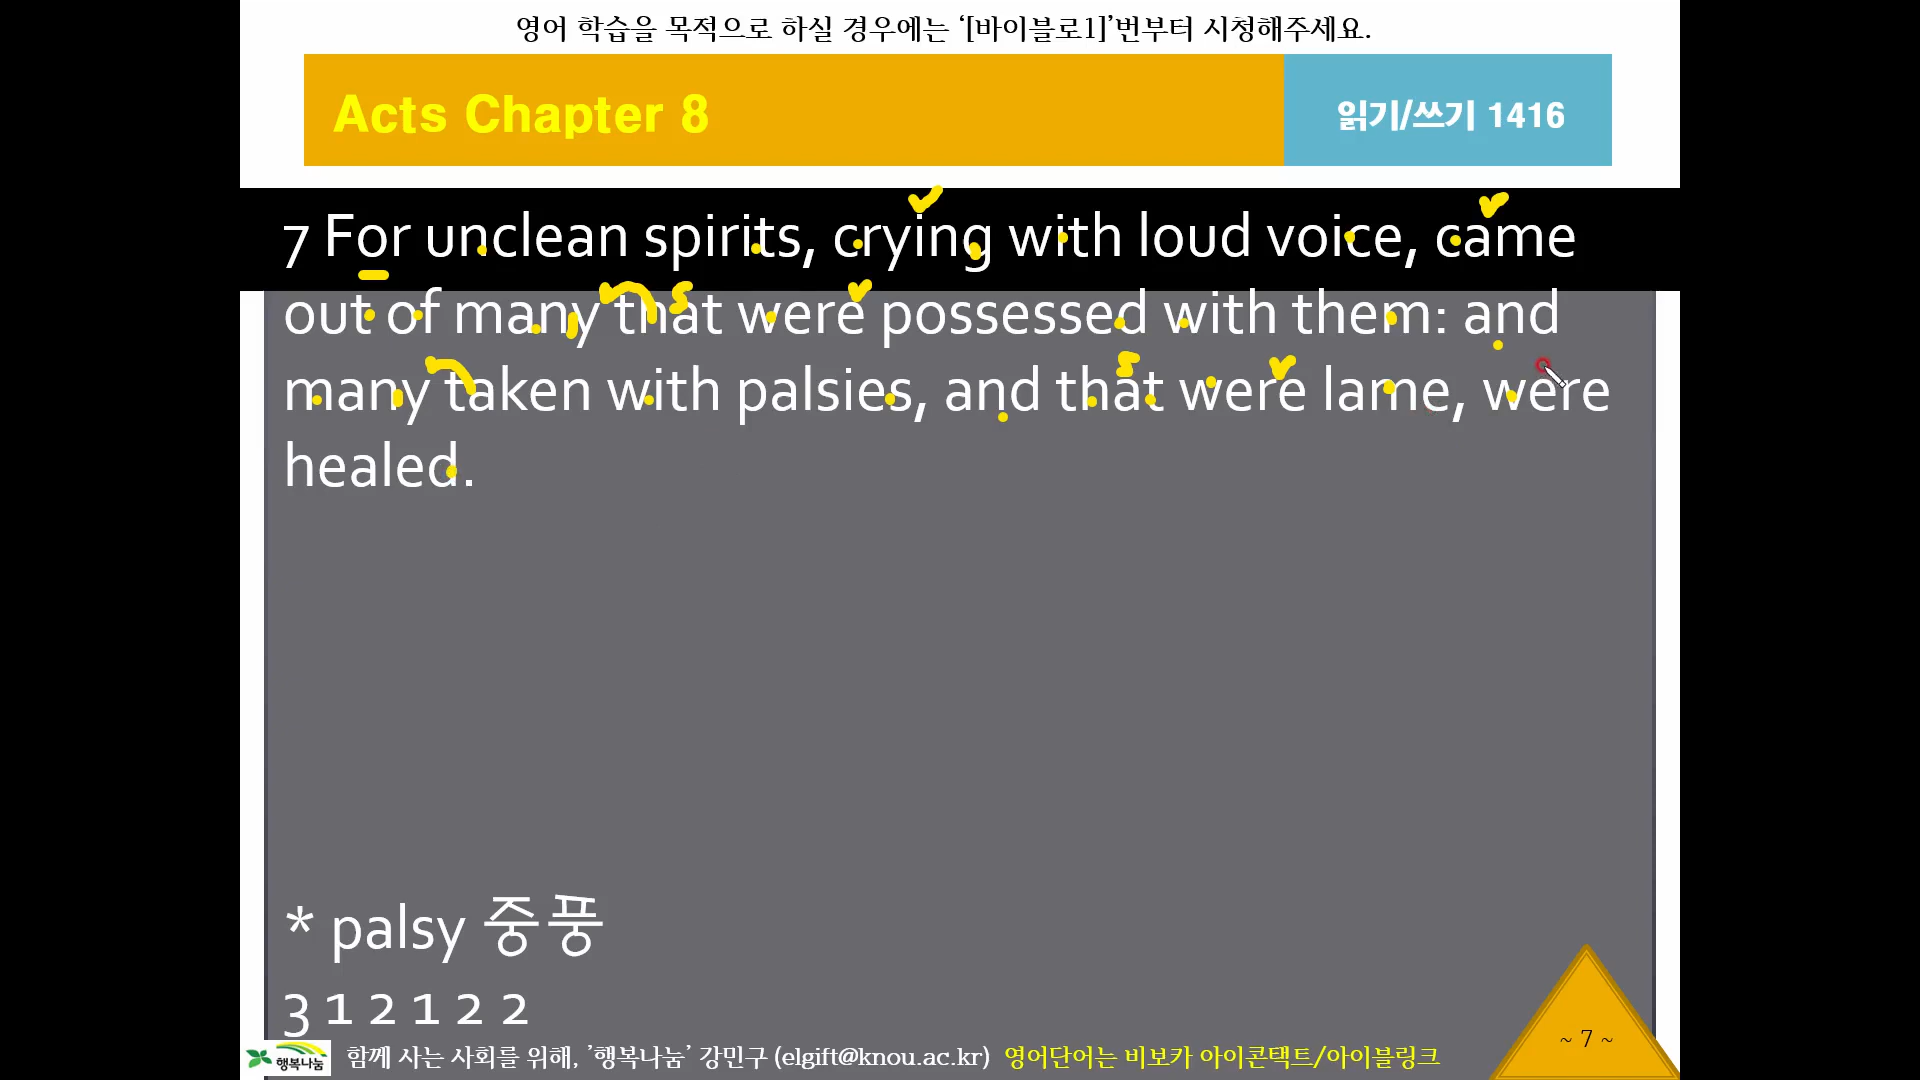 영어 학습을 목적으로 하실 경우에는 ‘[바이블로1]’번부터 시청해주세요.
Acts Chapter 8
읽기/쓰기 1416
7 For unclean spirits, crying with loud voice, came
out of many that were possessed with them: and
many taken with palsies, and that were lame, were
healed.
* palsy 중풍
3 1 2 1 2 2
행복나눔
함께 사는 사회를 위해, ’행복나눔’ 강민구 (elgift@knou.ac.kr) 영어단어는 비보카 아이콘택트/아이블링크
~ 7 ~